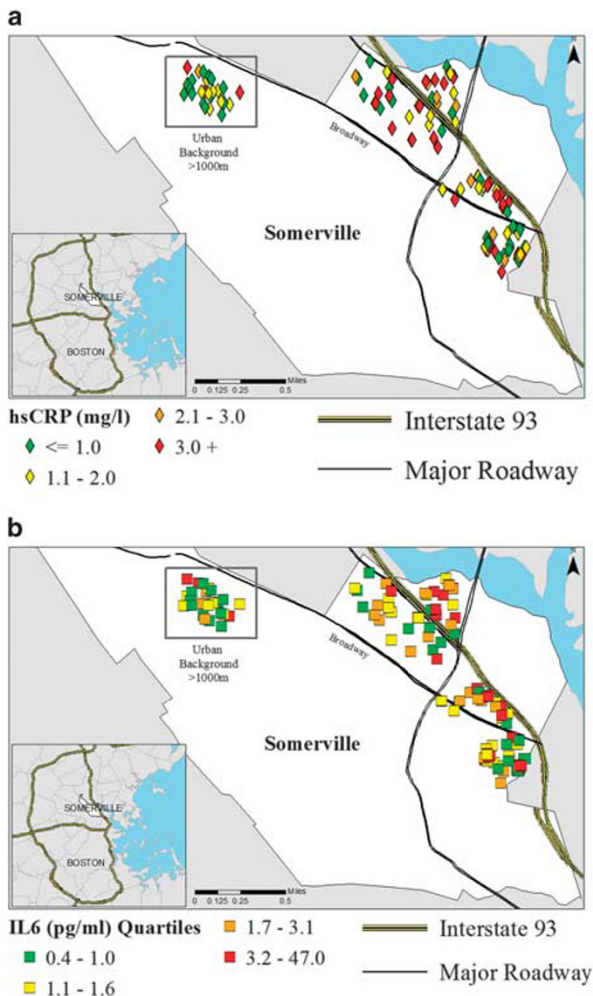 a
Urban
Background
>1000m
Broadway
Somerville
SOMERVILLE
BOSTON
Miles
0 0.125 0.25 0.5
hsCRP (mg/l)
<= 1.0
1.1 - 2.0
2.1 - 3.0
3.0 +
Interstate 93
Major Roadway
b
Urban
Background
>1000m
Broadway
Somerville
SOMERVILLE
BOSTON
Miles
0 0.125 0.25 0.5
IL6 (pg/ml) Quartiles
0.4 - 1.0
1.1 - 1.6
1.7 - 3.1
3.2 - 47.0
Interstate 93
Major Roadway